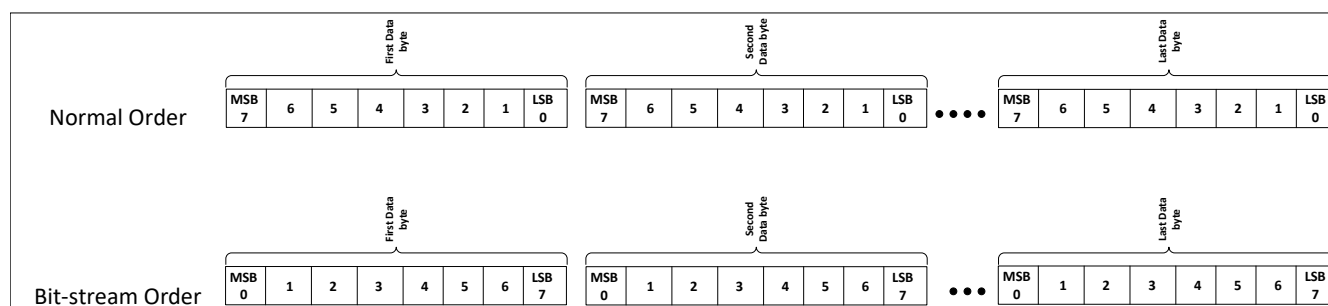 First Data
byte
Second
Data byte
Last Data
byte
Normal Order
MSB
7
6
5
4
3
2
1
LSB
0
MSB
7
6
5
4
3
2
1
LSB
0
MSB
7
6
5
4
3
2
1
LSB
0
First Data
byte
Second
Data byte
Last Data
byte
Bit-stream Order
MSB
0
1
2
3
4
5
6
LSB
7
MSB
0
1
2
3
4
5
6
LSB
7
MSB
0
1
2
3
4
5
6
LSB
7